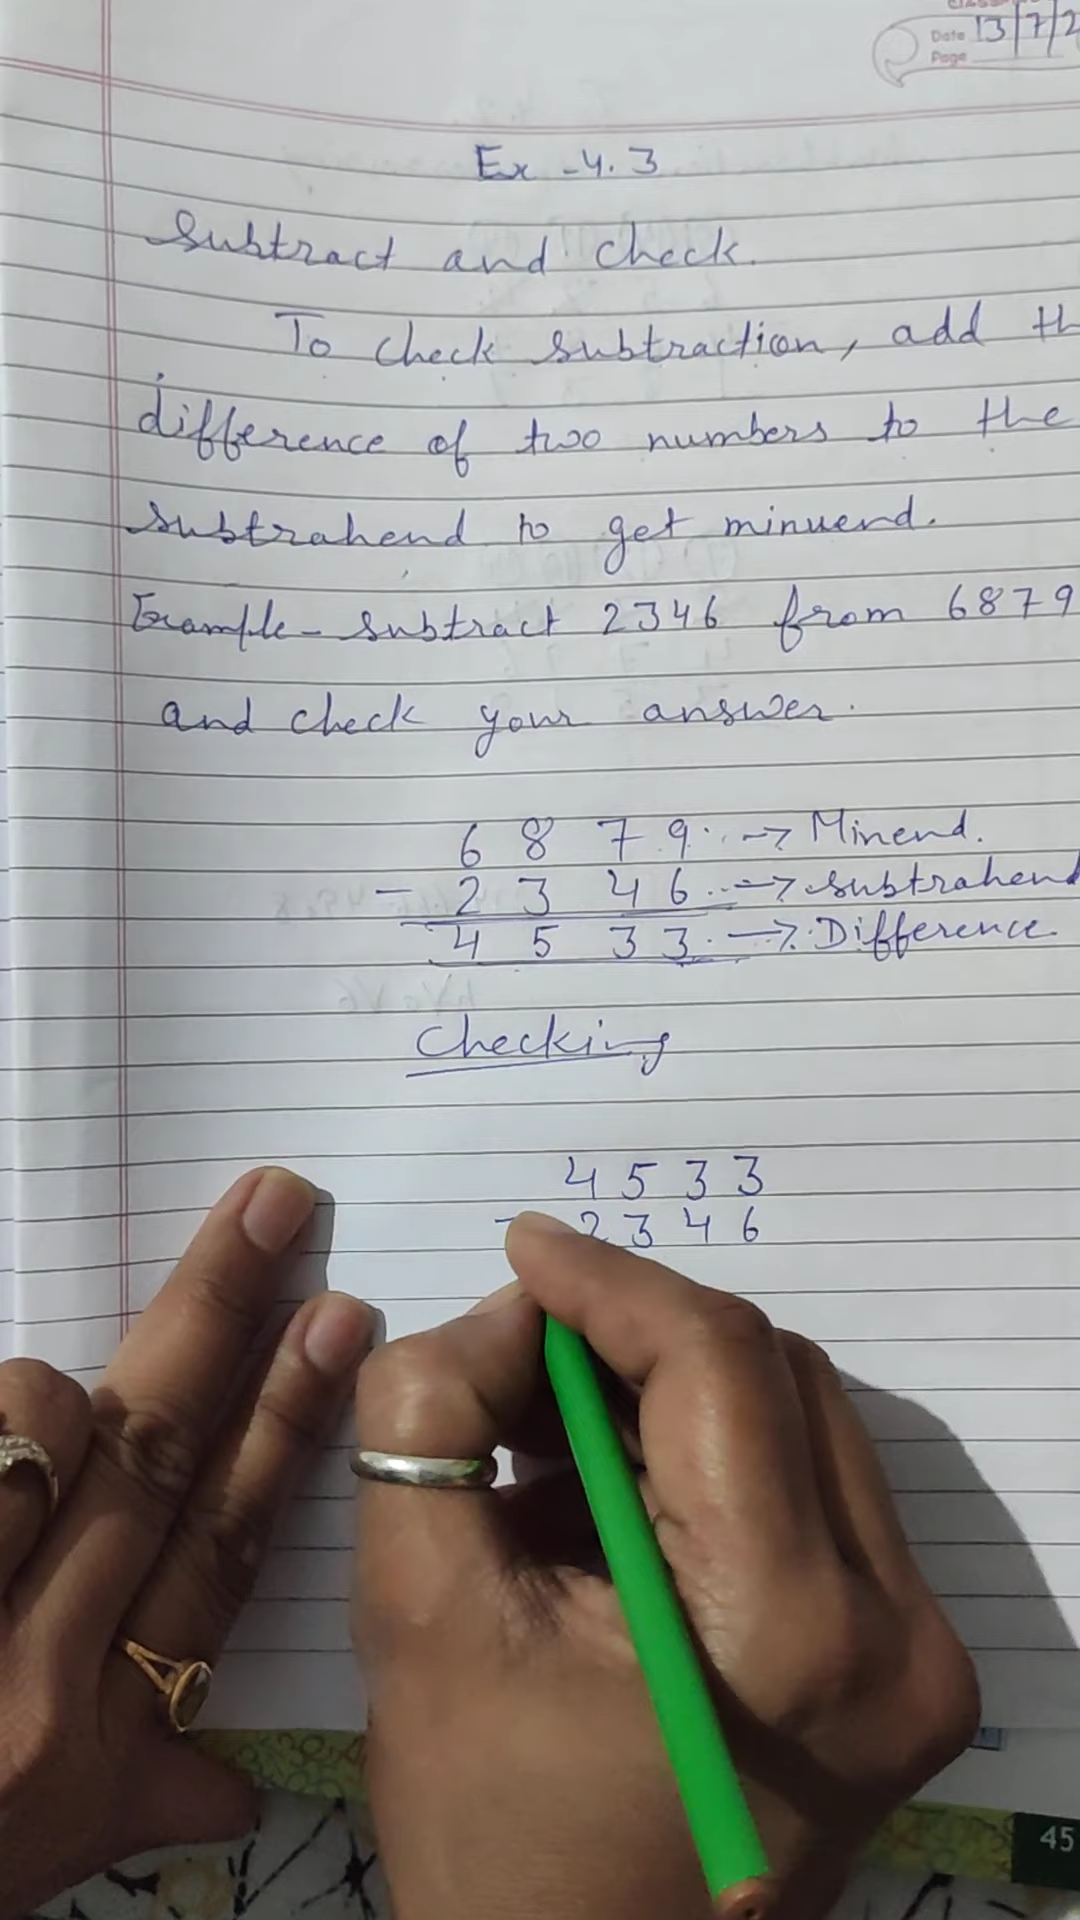 Date 13/7/2
Page
Ex - 4.3
Subtract and check.
To check subtraction, add th
difference of two numbers to the
subtrahend to get minuend.
Example - subtract 2346 from 6879
and check your answer.
6 8 7 9 --> Minend.
- 2 3 4 6 --> subtrahend
4 5 3 3 --> Difference.
Checking
4 5 3 3
- 2 3 4 6
45